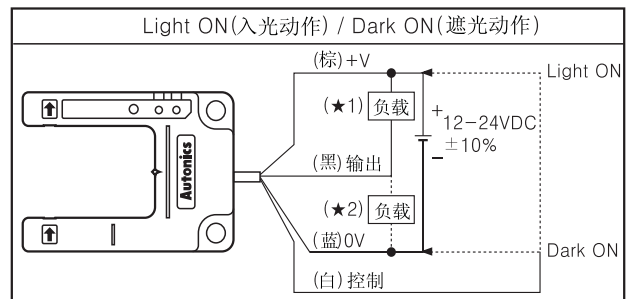 Light ON(入光动作) / Dark ON(遮光动作)
(棕)+V
Light ON
(★1) 负载
+
12-24VDC
±10%
−
Autonics
(黑)输出
(★2) 负载
(蓝)0V
Dark ON
(白)控制